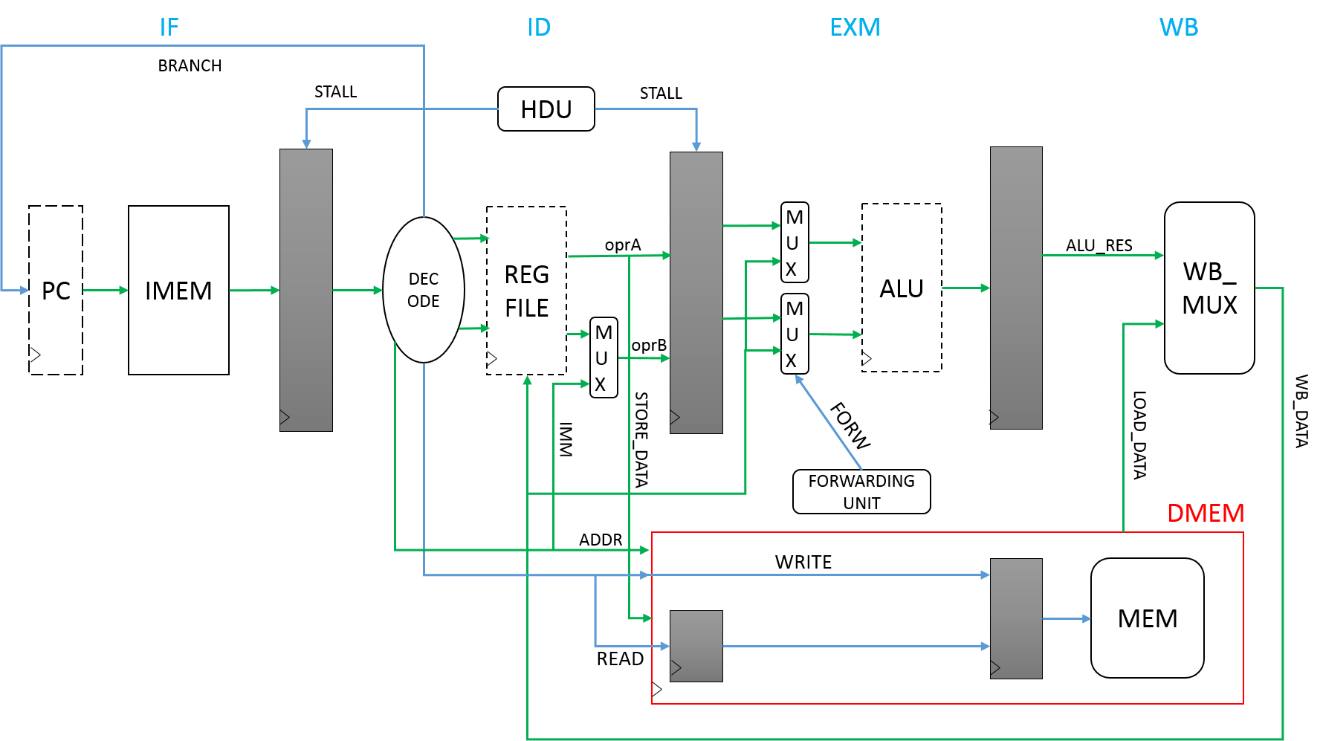 IF
ID
EXM
WB
BRANCH
STALL
HDU
STALL
PC
IMEM
DEC
ODE
REG
FILE
oprA
M
U
X
oprB
IMM
STORE_DATA
M
U
X
M
U
X
ALU
FORW
FORWARDING
UNIT
ALU_RES
WB_
MUX
LOAD_DATA
WB_DATA
DMEM
ADDR
WRITE
READ
MEM